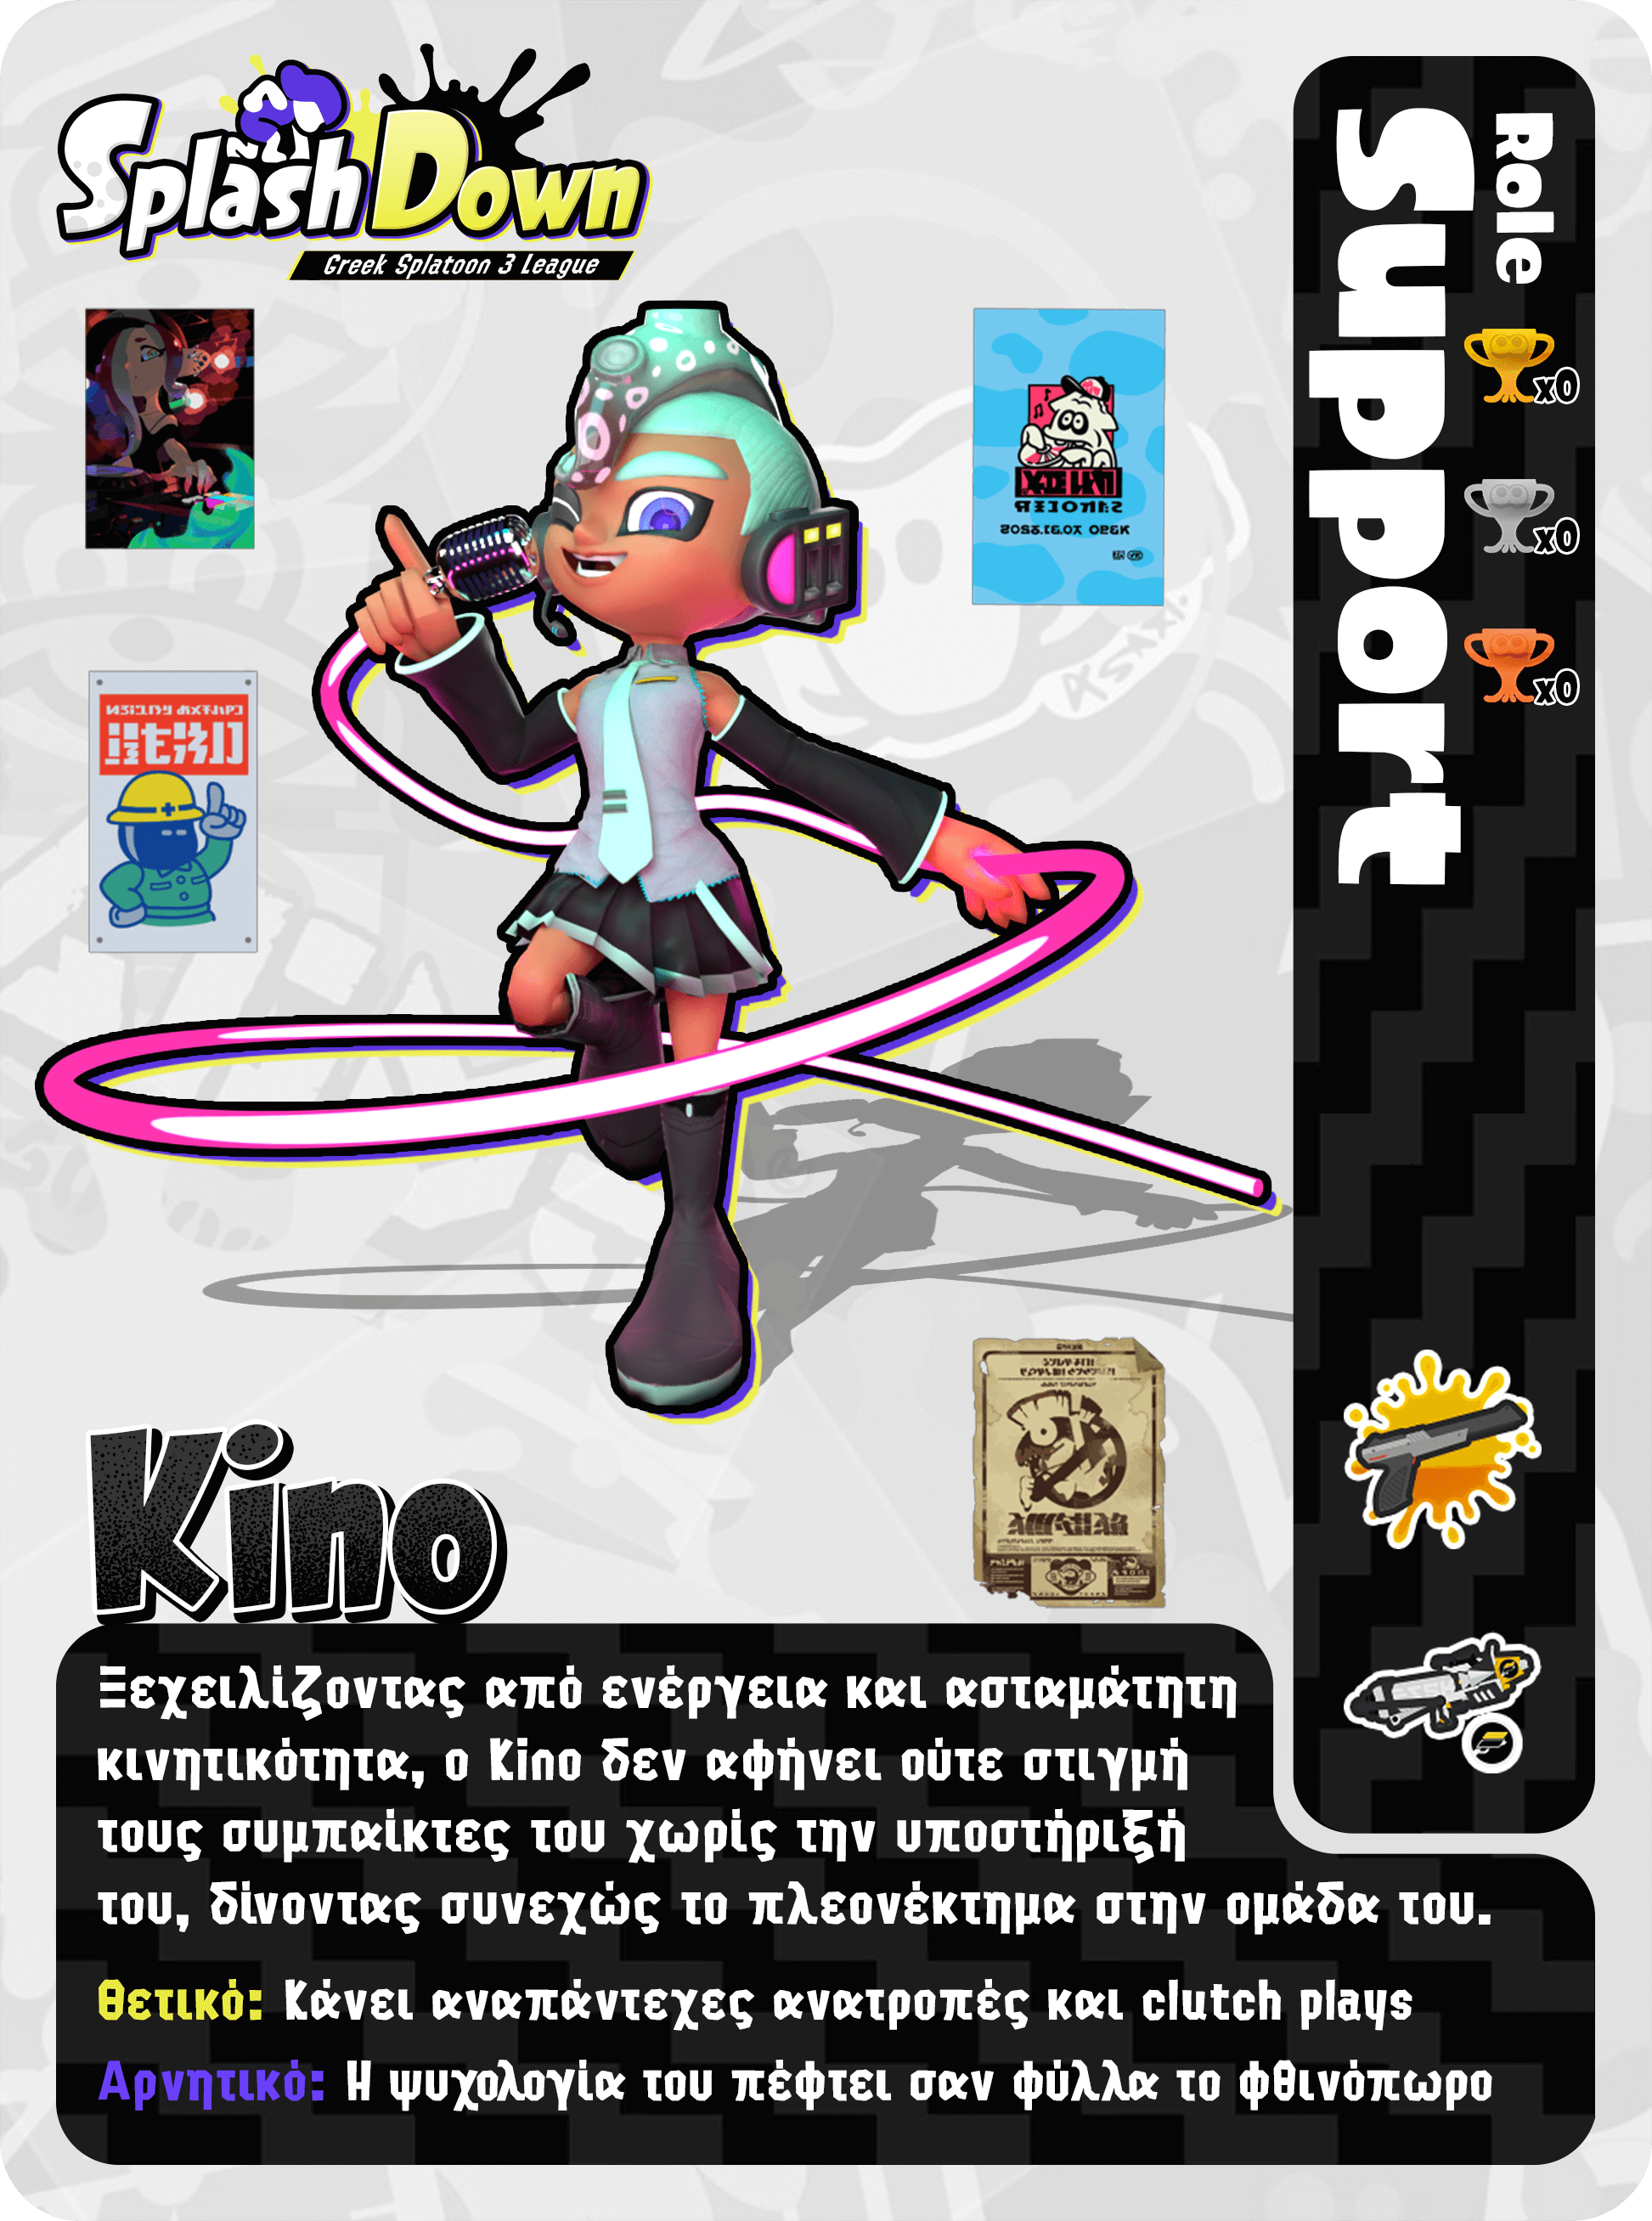 Splash Down
Greek Splatoon 3 League
Role
Support
x0
x0
x0
Kino
Ξεχειλίζοντας από ενέργεια και ασταμάτητη
κινητικότητα, ο Kino δεν αφήνει ούτε στιγμή
τους συμπαίκτες του χωρίς την υποστήριξή
του, δίνοντας συνεχώς το πλεονέκτημα στην ομάδα του.
Θετικό: Κάνει αναπάντεχες ανατροπές και clutch plays
Αρνητικό: Η ψυχολογία του πέφτει σαν φύλλα το φθινόπωρο